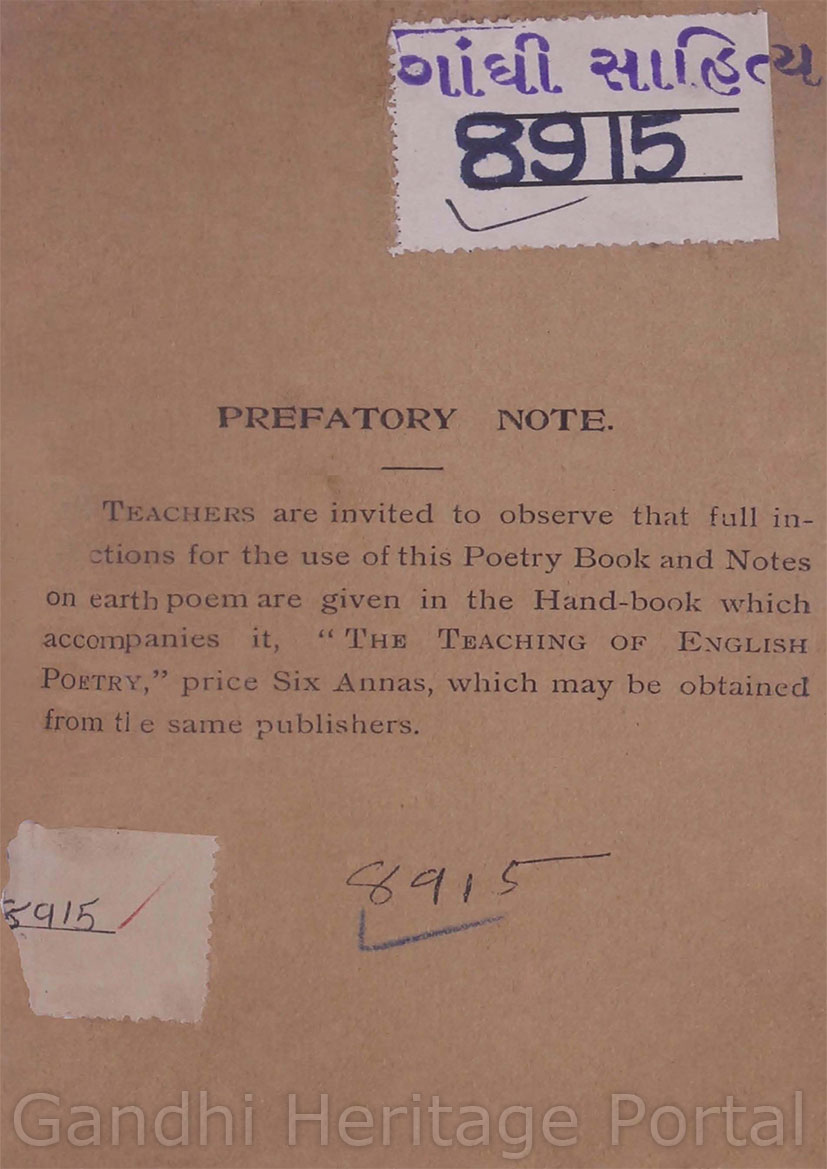 ગાંધી સાહિત્ય
8915
PREFATORY NOTE.
TEACHERS are invited to observe that full in-
ctions for the use of this Poetry Book and Notes
on earth poem are given in the Hand-book which
accompanies it, “ THE TEACHING OF ENGLISH
POETRY,” price Six Annas, which may be obtained
from tl e same publishers.
8915
8915
Gandhi Heritage Portal